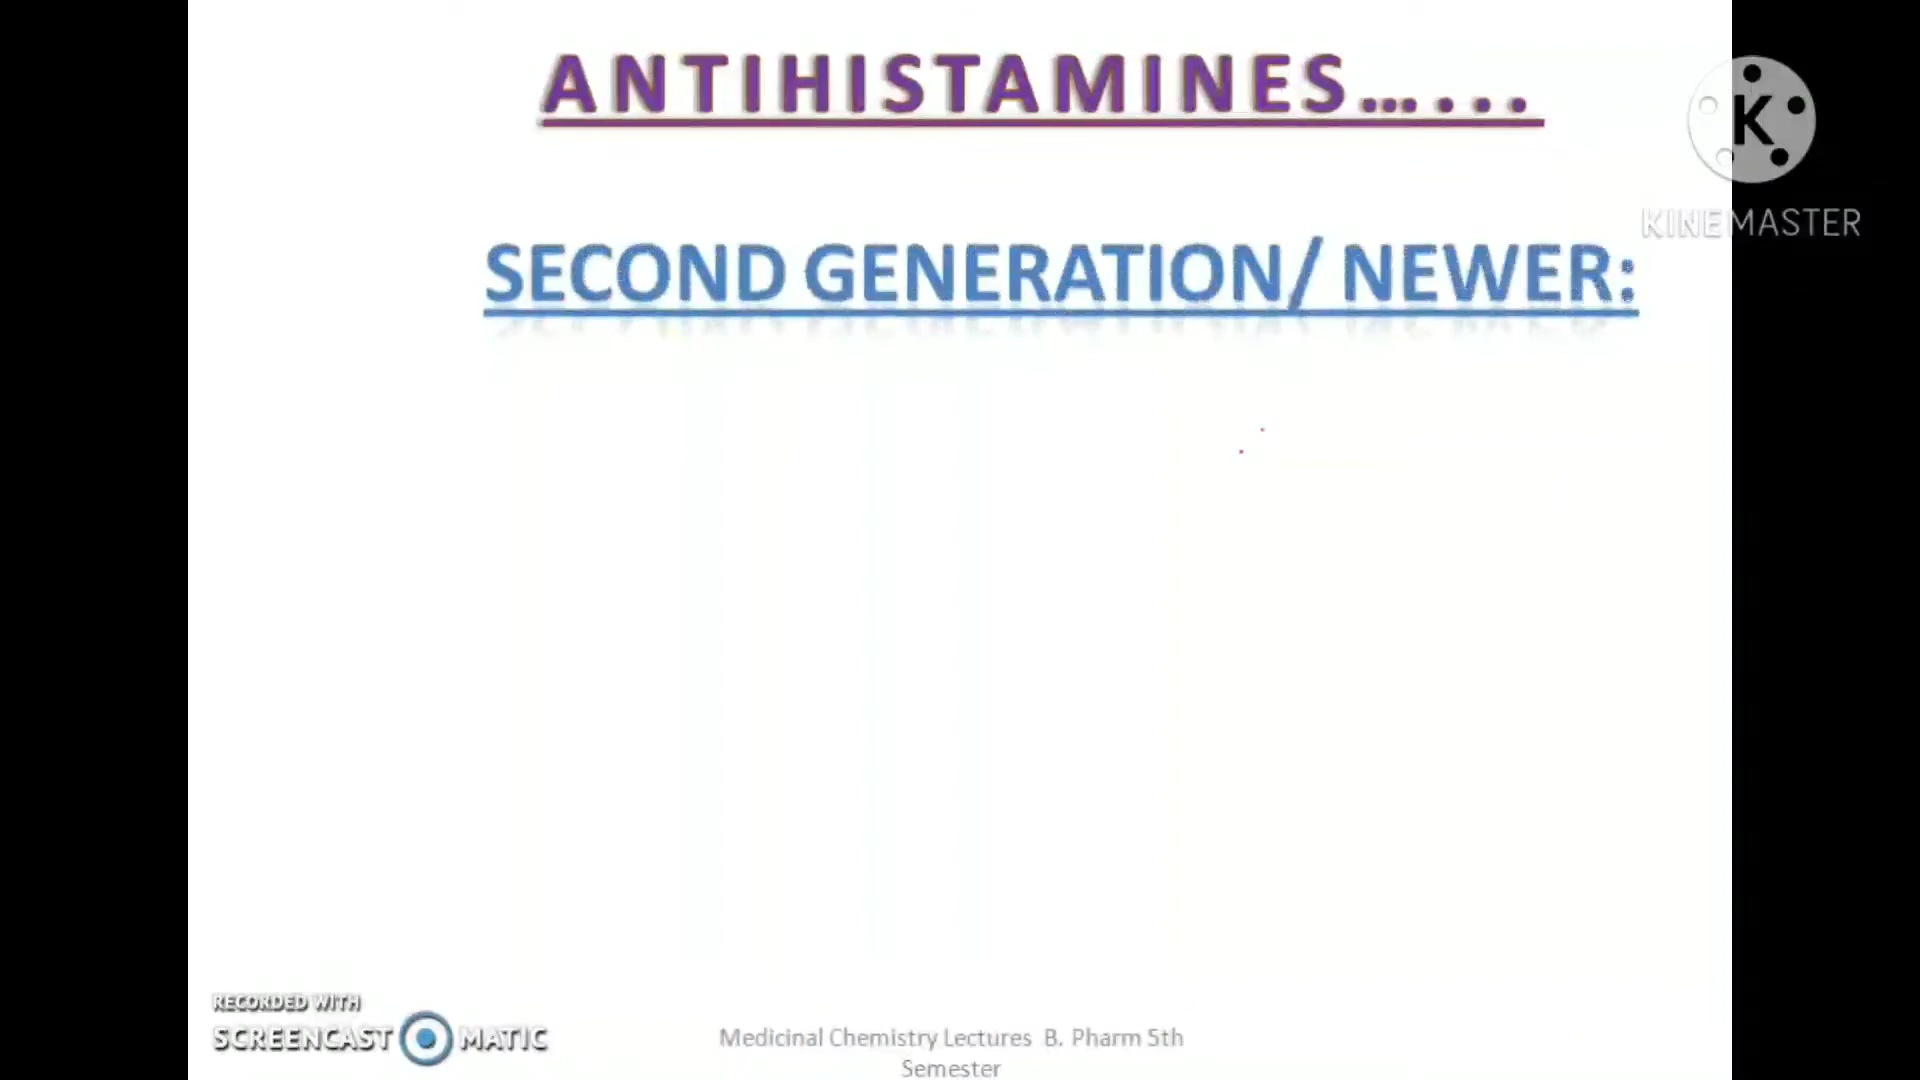 ANTIHISTAMINES…...
K
KINEMASTER
SECOND GENERATION/ NEWER:
RECORDED WITH
SCREENCAST MATIC
Medicinal Chemistry Lectures B. Pharm 5th
Semester